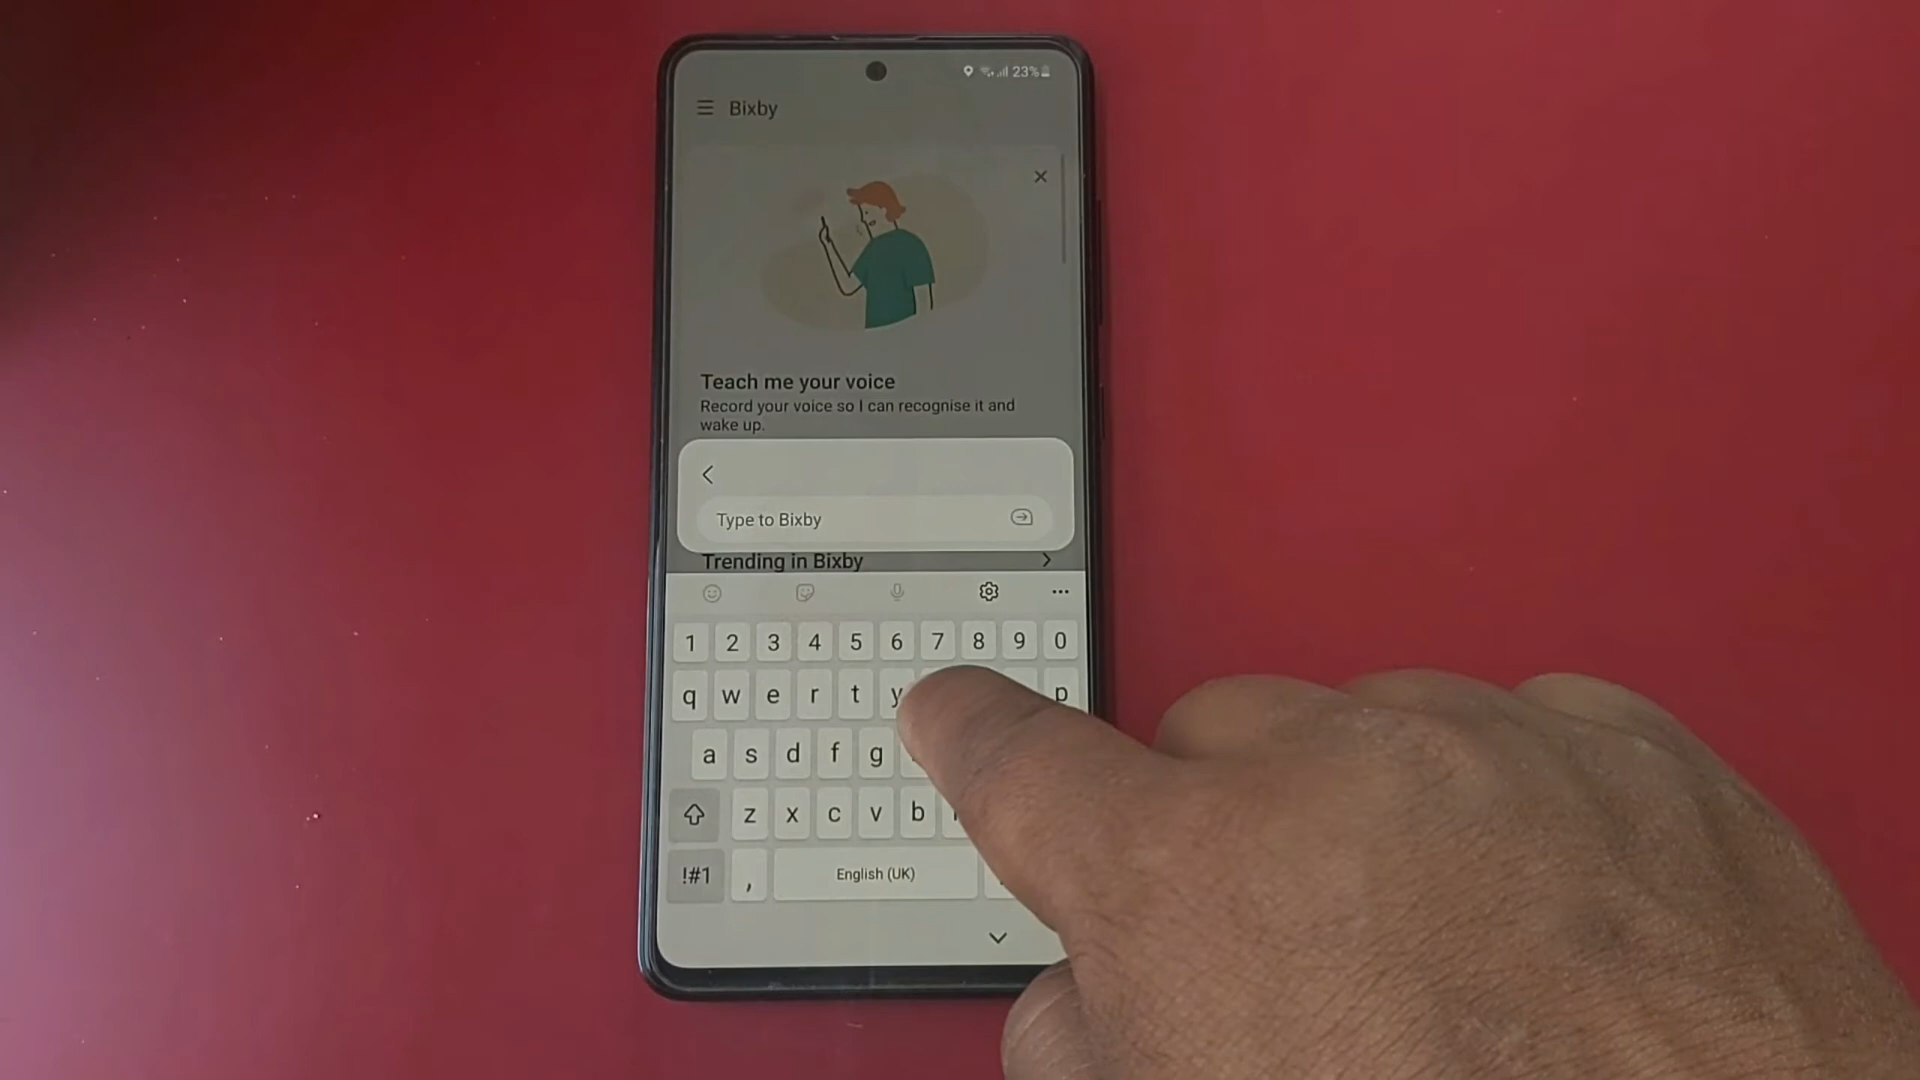 23%
Bixby
Teach me your voice
Record your voice so I can recognise it and
wake up.
Type to Bixby
Trending in Bixby
1 2 3 4 5 6 7 8 9 0
q w e r t y p
a s d f g
z x c v b
!#1 , English (UK)